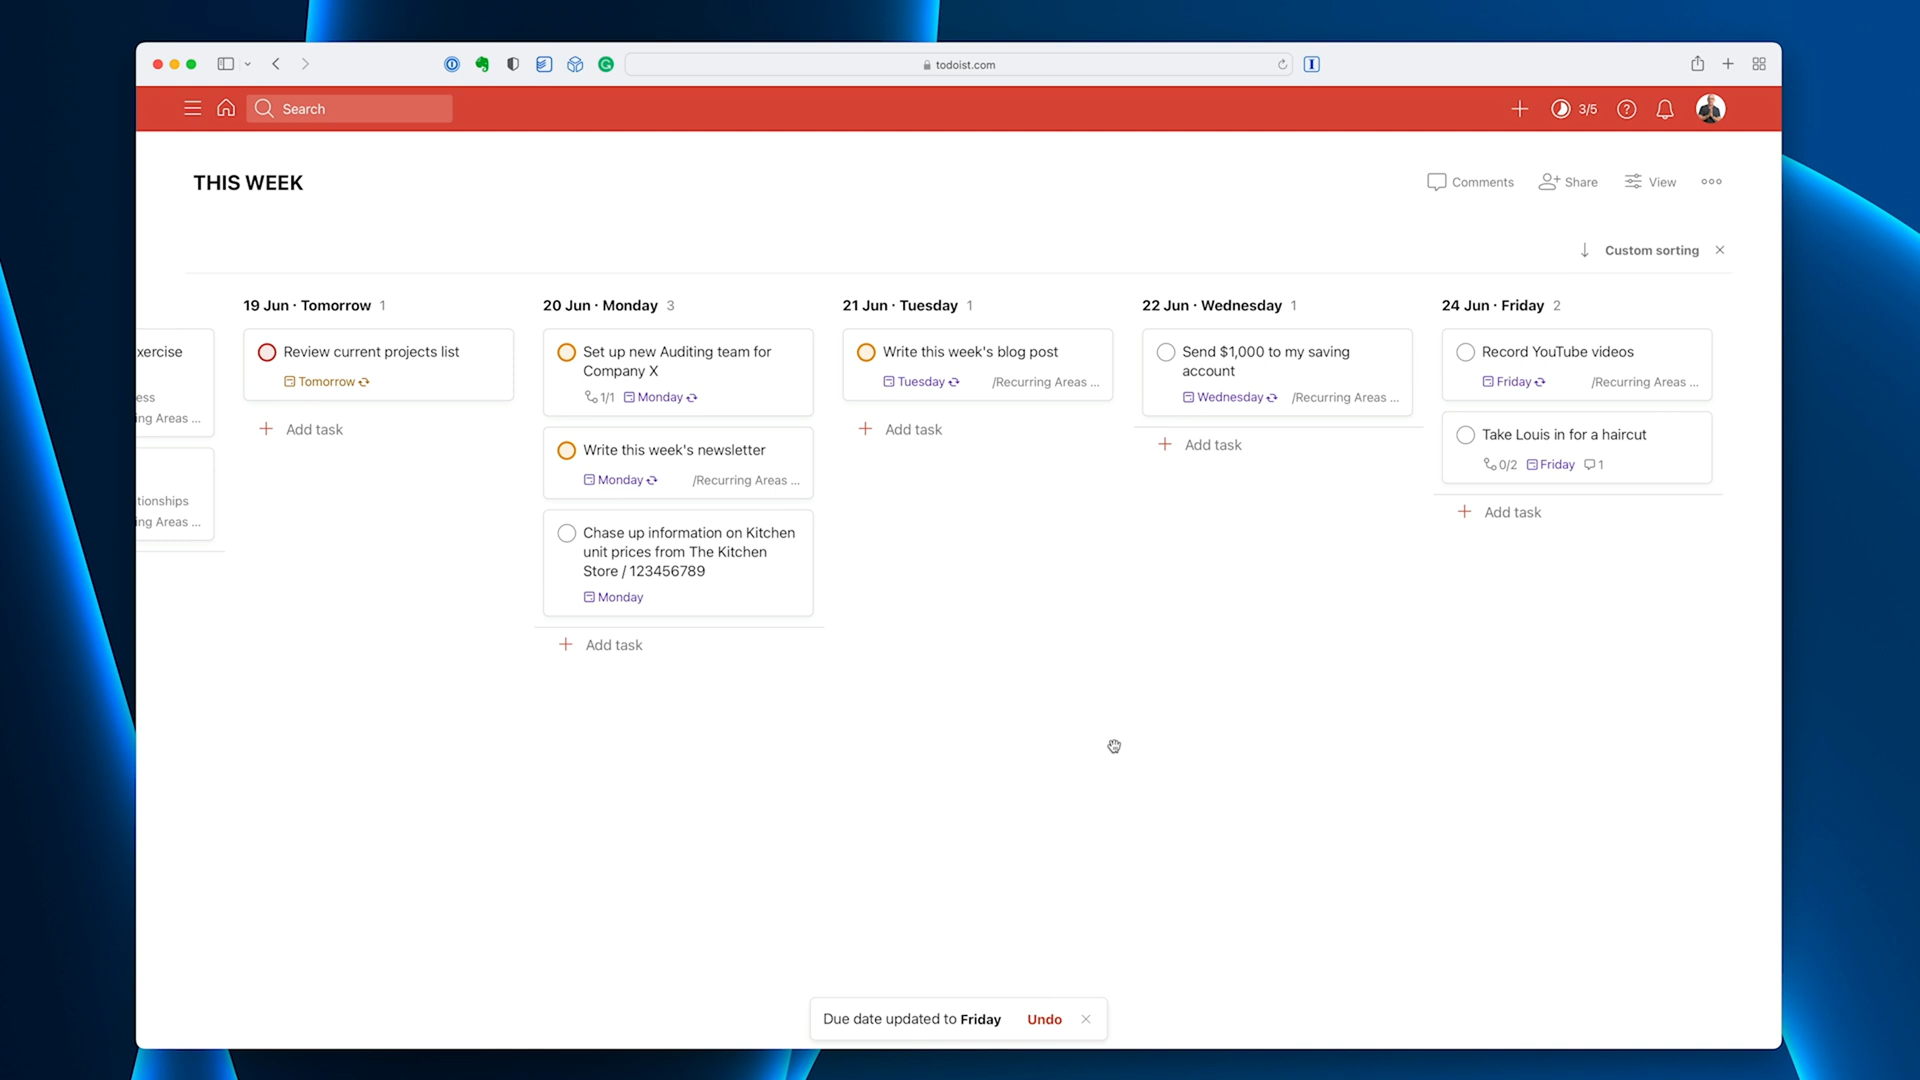 todoist.com
Search
3/5
THIS WEEK
Comments
Share
View
Custom sorting
xercise
ess
ing Areas ...
tionships
ing Areas ...
19 Jun · Tomorrow 1
Review current projects list
Tomorrow
Add task
20 Jun · Monday 3
Set up new Auditing team for
Company X
1/1 Monday
Write this week's newsletter
Monday /Recurring Areas ...
Chase up information on Kitchen
unit prices from The Kitchen
Store / 123456789
Monday
Add task
21 Jun · Tuesday 1
Write this week's blog post
Tuesday /Recurring Areas ...
Add task
22 Jun · Wednesday 1
Send $1,000 to my saving
account
Wednesday /Recurring Areas ...
Add task
24 Jun · Friday 2
Record YouTube videos
Friday /Recurring Areas ...
Take Louis in for a haircut
0/2 Friday 1
Add task
Due date updated to Friday Undo